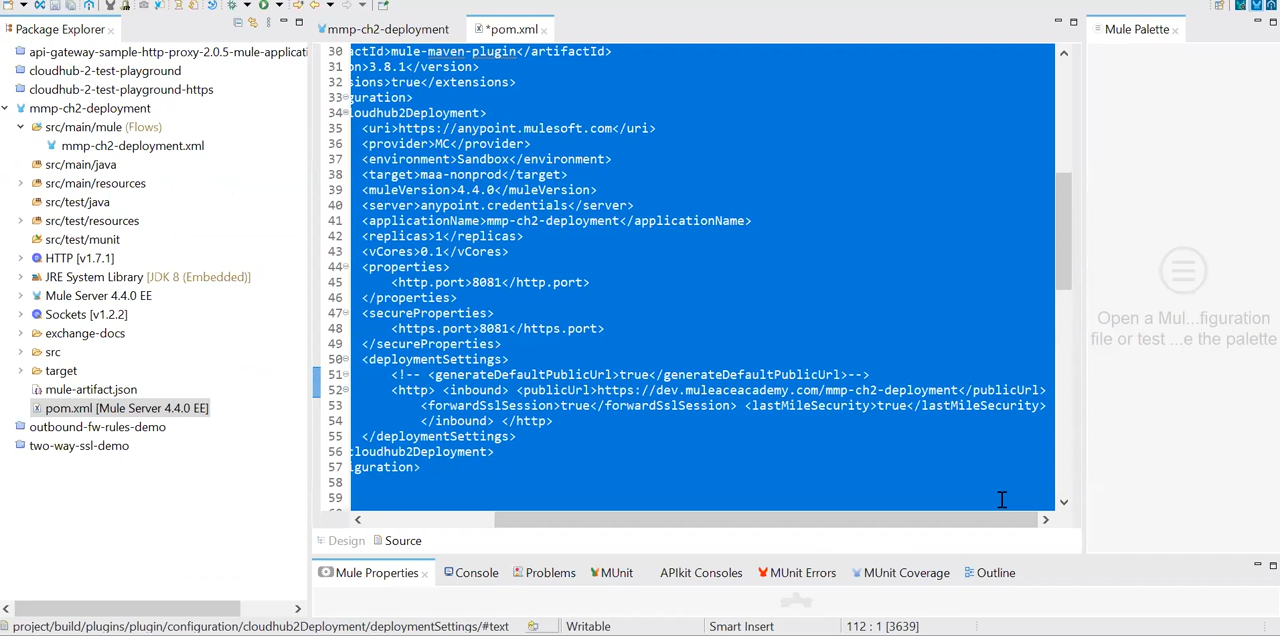 Package Explorer
mmp-ch2-deployment
*pom.xml
Mule Palette
api-gateway-sample-http-proxy-2.0.5-mule-applicati
cloudhub-2-test-playground
cloudhub-2-test-playground-https
mmp-ch2-deployment
src/main/mule (Flows)
mmp-ch2-deployment.xml
src/main/java
src/main/resources
src/test/java
src/test/resources
src/test/munit
HTTP [v1.7.1]
JRE System Library [JDK 8 (Embedded)]
Mule Server 4.4.0 EE
Sockets [v1.2.2]
exchange-docs
src
target
mule-artifact.json
pom.xml [Mule Server 4.4.0 EE]
outbound-fw-rules-demo
two-way-ssl-demo
30 actId>mule-maven-plugin</artifactId>
31 on>3.8.1</version>
32 sions>true</extensions>
33 guration>
34 loudhub2Deployment>
35 <uri>https://anypoint.mulesoft.com</uri>
36 <provider>MC</provider>
37 <environment>Sandbox</environment>
38 <target>maa-nonprod</target>
39 <muleVersion>4.4.0</muleVersion>
40 <server>anypoint.credentials</server>
41 <applicationName>mmp-ch2-deployment</applicationName>
42 <replicas>1</replicas>
43 <vCores>0.1</vCores>
44 <properties>
45 <http.port>8081</http.port>
46 </properties>
47 <secureProperties>
48 <https.port>8081</https.port>
49 </secureProperties>
50 <deploymentSettings>
51 <!-- <generateDefaultPublicUrl>true</generateDefaultPublicUrl>-->
52 <http> <inbound> <publicUrl>https://dev.muleaceacademy.com/mmp-ch2-deployment</publicUrl>
53 <forwardSslSession>true</forwardSslSession> <lastMileSecurity>true</lastMileSecurity>
54 </inbound> </http>
55 </deploymentSettings>
56 cloudhub2Deployment>
57 iguration>
58
59
Open a Mul...figuration
file or test ...e the palette
Design
Source
Mule Properties
Console
Problems
MUnit
APIkit Consoles
MUnit Errors
MUnit Coverage
Outline
project/build/plugins/plugin/configuration/cloudhub2Deployment/deploymentSettings/#text
Writable
Smart Insert
112 : 1 [3639]